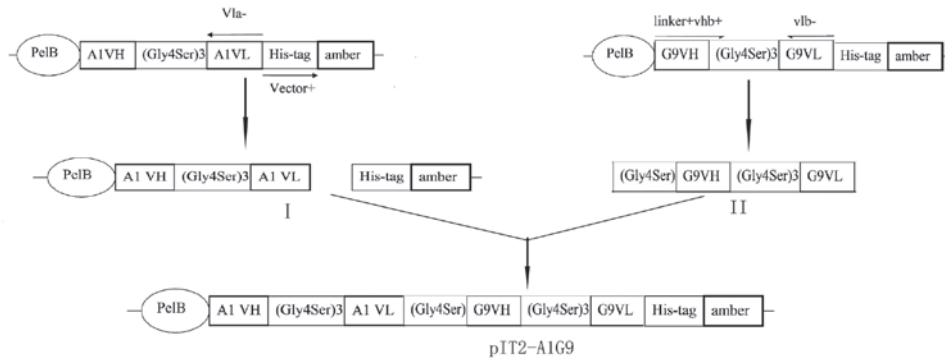 Vla-
PelB A1VH (Gly4Ser)3 A1VL His-tag amber
Vector+
linker+vhb+ vlb-
PelB G9VH (Gly4Ser)3 G9VL His-tag amber
PelB A1 VH (Gly4Ser)3 A1 VL His-tag amber
I
(Gly4Ser) G9VH (Gly4Ser)3 G9VL
II
PelB A1 VH (Gly4Ser)3 A1 VL (Gly4Ser) G9VH (Gly4Ser)3 G9VL His-tag amber
pIT2-A1G9